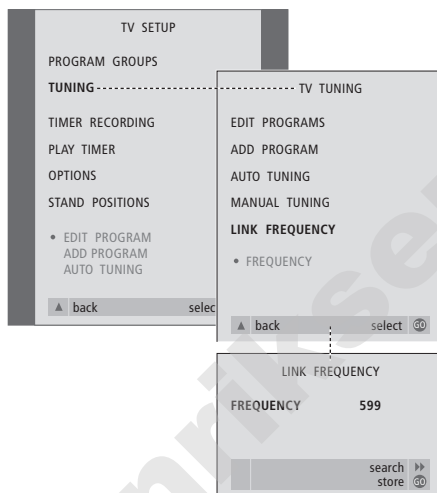 TV SETUP
PROGRAM GROUPS
TUNING
TIMER RECORDING
PLAY TIMER
OPTIONS
STAND POSITIONS
• EDIT PROGRAM
ADD PROGRAM
AUTO TUNING
▲ back selec
TV TUNING
EDIT PROGRAMS
ADD PROGRAM
AUTO TUNING
MANUAL TUNING
LINK FREQUENCY
• FREQUENCY
▲ back select GO
LINK FREQUENCY
FREQUENCY 599
search
store GO